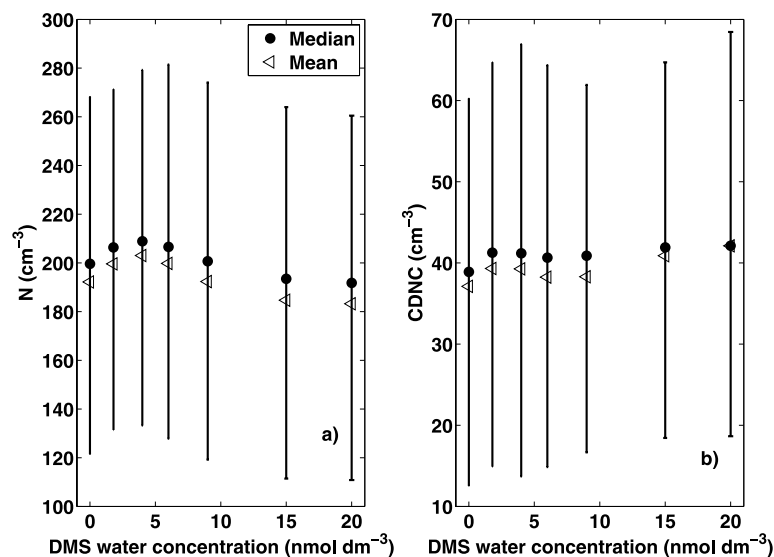 300
280
260
240
220
200
180
160
140
120
100
N (cm−3)
Median
Mean
a)
0 5 10 15 20
DMS water concentration (nmol dm−3)
70
60
50
40
30
20
10
CDNC (cm−3)
b)
0 5 10 15 20
DMS water concentration (nmol dm−3)